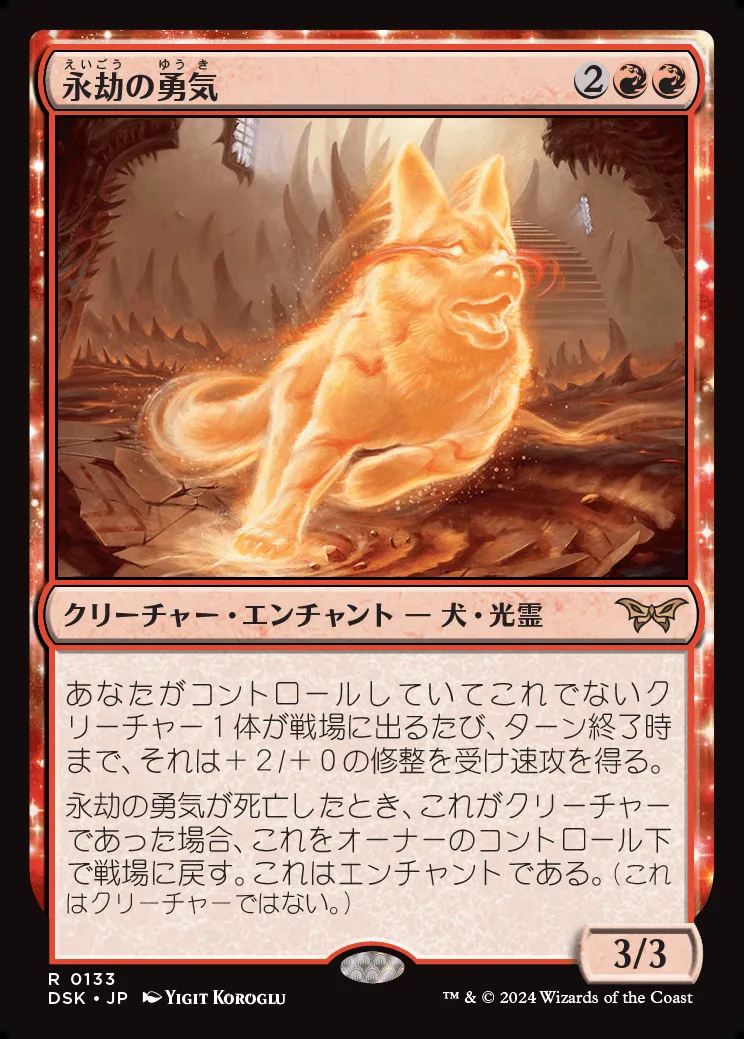 えいごう ゆうき
永劫の勇気 2
クリーチャー・エンチャント — 犬・光霊
あなたがコントロールしていてこれでないク
リーチャー１体が戦場に出るたび、ターン終了時
まで、それは＋２/＋０の修整を受け速攻を得る。
永劫の勇気が死亡したとき、これがクリーチャー
であった場合、これをオーナーのコントロール下
で戦場に戻す。これはエンチャントである。（これ
はクリーチャーではない。）
3/3
R 0133
DSK • JP YIGIT KOROGLU
™ & © 2024 Wizards of the Coast